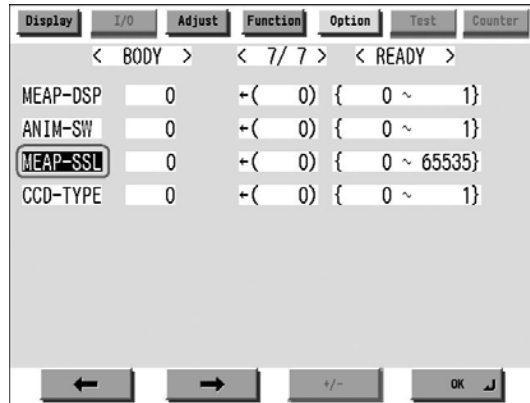 Display I/O Adjust Function Option Test Counter
< BODY > < 7/ 7 > < READY >
MEAP-DSP 0 ←( 0) { 0 ~ 1}
ANIM-SW 0 ←( 0) { 0 ~ 1}
MEAP-SSL 0 ←( 0) { 0 ~ 65535}
CCD-TYPE 0 ←( 0) { 0 ~ 1}
← → +/- OK ↵